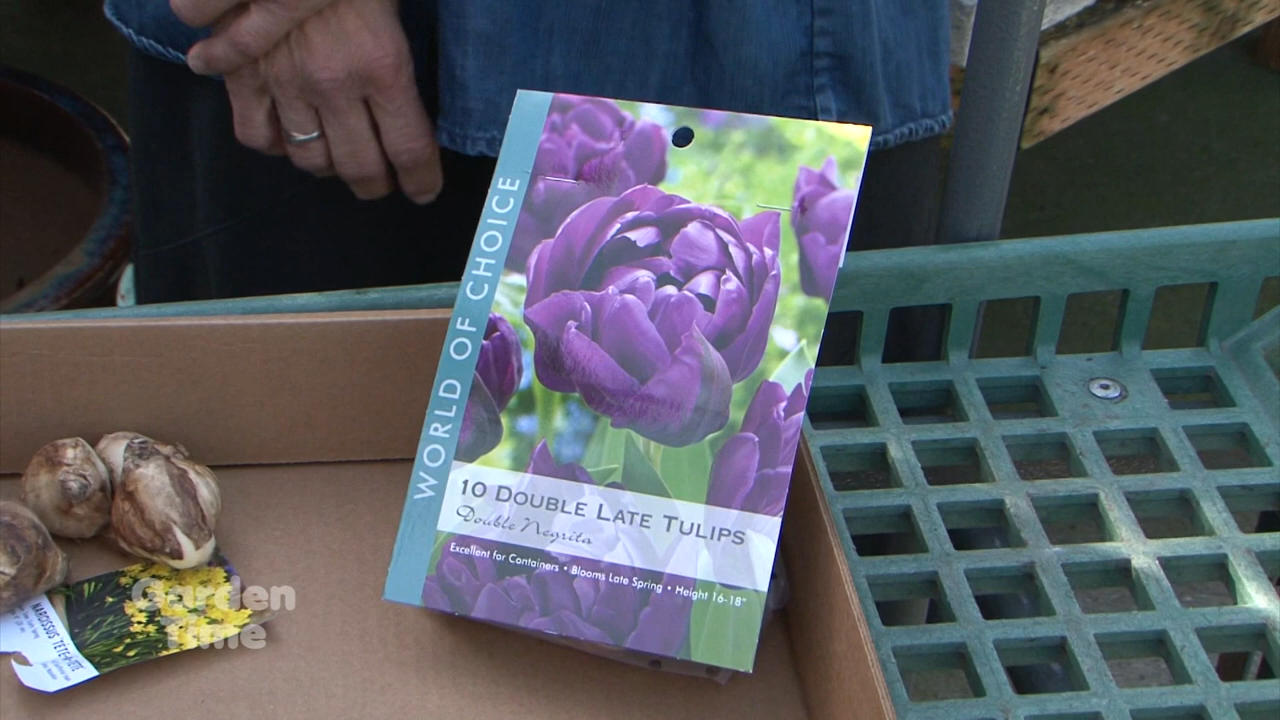 WORLD OF CHOICE
10 DOUBLE LATE TULIPS
Double Negrita
Excellent for Containers • Blooms Late Spring • Height 16-18"
NARCISSUS TETE-A-TETE
Garden
Time